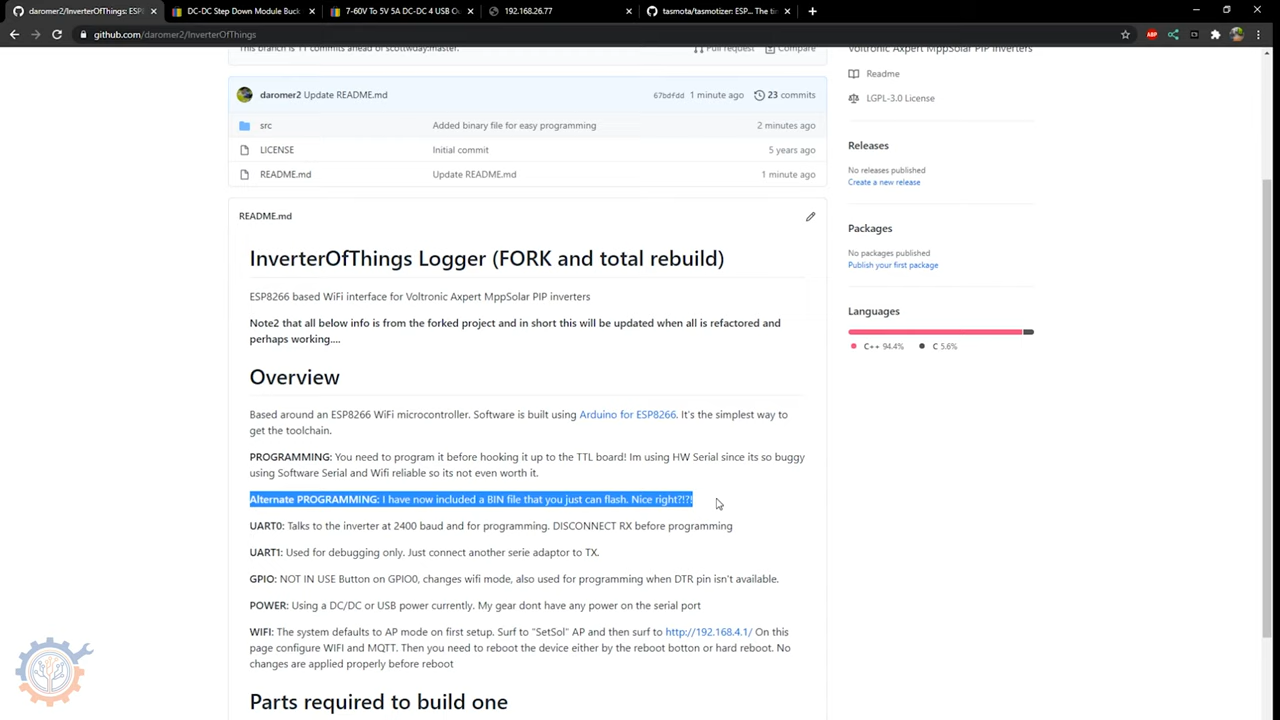 daromer2/InverterOfThings: ESP
DC-DC Step Down Module Buck
7-60V To 5V 5A DC-DC 4 USB Ou
192.168.26.77
tasmota/tasmotizer: ESP... The ti
github.com/daromer2/InverterOfThings
This branch is 11 commits ahead of scottwday:master.
Pull request
Compare
Voltronic Axpert MppSolar PIP inverters
Readme
LGPL-3.0 License
daromer2 Update README.md
67bdfdd 1 minute ago
23 commits
src Added binary file for easy programming 2 minutes ago
LICENSE Initial commit 5 years ago
README.md Update README.md 1 minute ago
Releases
No releases published
Create a new release
Packages
No packages published
Publish your first package
Languages
C++ 94.4% C 5.6%
README.md
InverterOfThings Logger (FORK and total rebuild)
ESP8266 based WiFi interface for Voltronic Axpert MppSolar PIP inverters
Note2 that all below info is from the forked project and in short this will be updated when all is refactored and
perhaps working....
Overview
Based around an ESP8266 WiFi microcontroller. Software is built using Arduino for ESP8266. It's the simplest way to
get the toolchain.
PROGRAMMING: You need to program it before hooking it up to the TTL board! Im using HW Serial since its so buggy
using Software Serial and Wifi reliable so its not even worth it.
Alternate PROGRAMMING: I have now included a BIN file that you just can flash. Nice right?!?!
UART0: Talks to the inverter at 2400 baud and for programming. DISCONNECT RX before programming
UART1: Used for debugging only. Just connect another serie adaptor to TX.
GPIO: NOT IN USE Button on GPIO0, changes wifi mode, also used for programming when DTR pin isn't available.
POWER: Using a DC/DC or USB power currently. My gear dont have any power on the serial port
WIFI: The system defaults to AP mode on first setup. Surf to "SetSol" AP and then surf to http://192.168.4.1/ On this
page configure WIFI and MQTT. Then you need to reboot the device either by the reboot botton or hard reboot. No
changes are applied properly before reboot
Parts required to build one